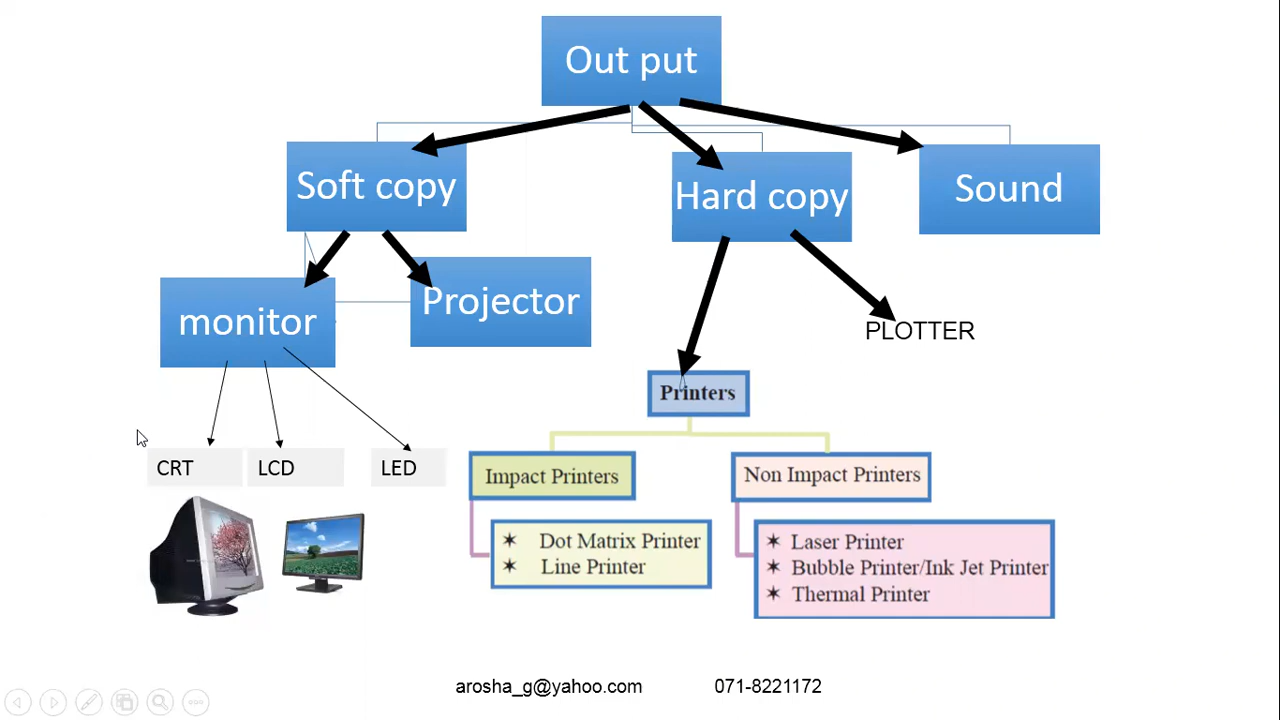 Out put
Soft copy
Hard copy
Sound
monitor
Projector
PLOTTER
Printers
CRT
LCD
LED
Impact Printers
Non Impact Printers
✶ Dot Matrix Printer
✶ Line Printer
✶ Laser Printer
✶ Bubble Printer/Ink Jet Printer
✶ Thermal Printer
arosha_g@yahoo.com 071-8221172